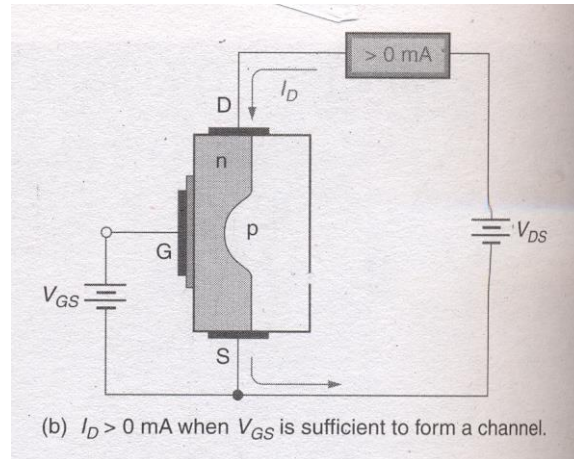 > 0 mA
I_D
D
n
p
G
V_GS
V_DS
S
(b) I_D > 0 mA when V_GS is sufficient to form a channel.